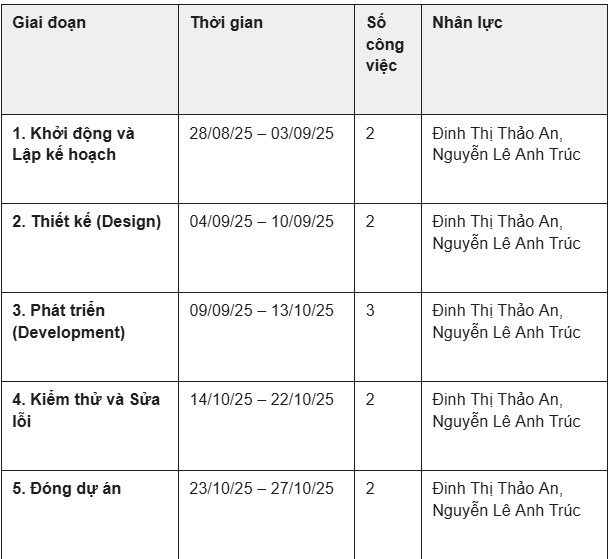 Giai đoạn
Thời gian
Số
công
việc
Nhân lực
1. Khởi động và
Lập kế hoạch
28/08/25 – 03/09/25
2
Đinh Thị Thảo An,
Nguyễn Lê Anh Trúc
2. Thiết kế (Design)
04/09/25 – 10/09/25
2
Đinh Thị Thảo An,
Nguyễn Lê Anh Trúc
3. Phát triển
(Development)
09/09/25 – 13/10/25
3
Đinh Thị Thảo An,
Nguyễn Lê Anh Trúc
4. Kiểm thử và Sửa
lỗi
14/10/25 – 22/10/25
2
Đinh Thị Thảo An,
Nguyễn Lê Anh Trúc
5. Đóng dự án
23/10/25 – 27/10/25
2
Đinh Thị Thảo An,
Nguyễn Lê Anh Trúc